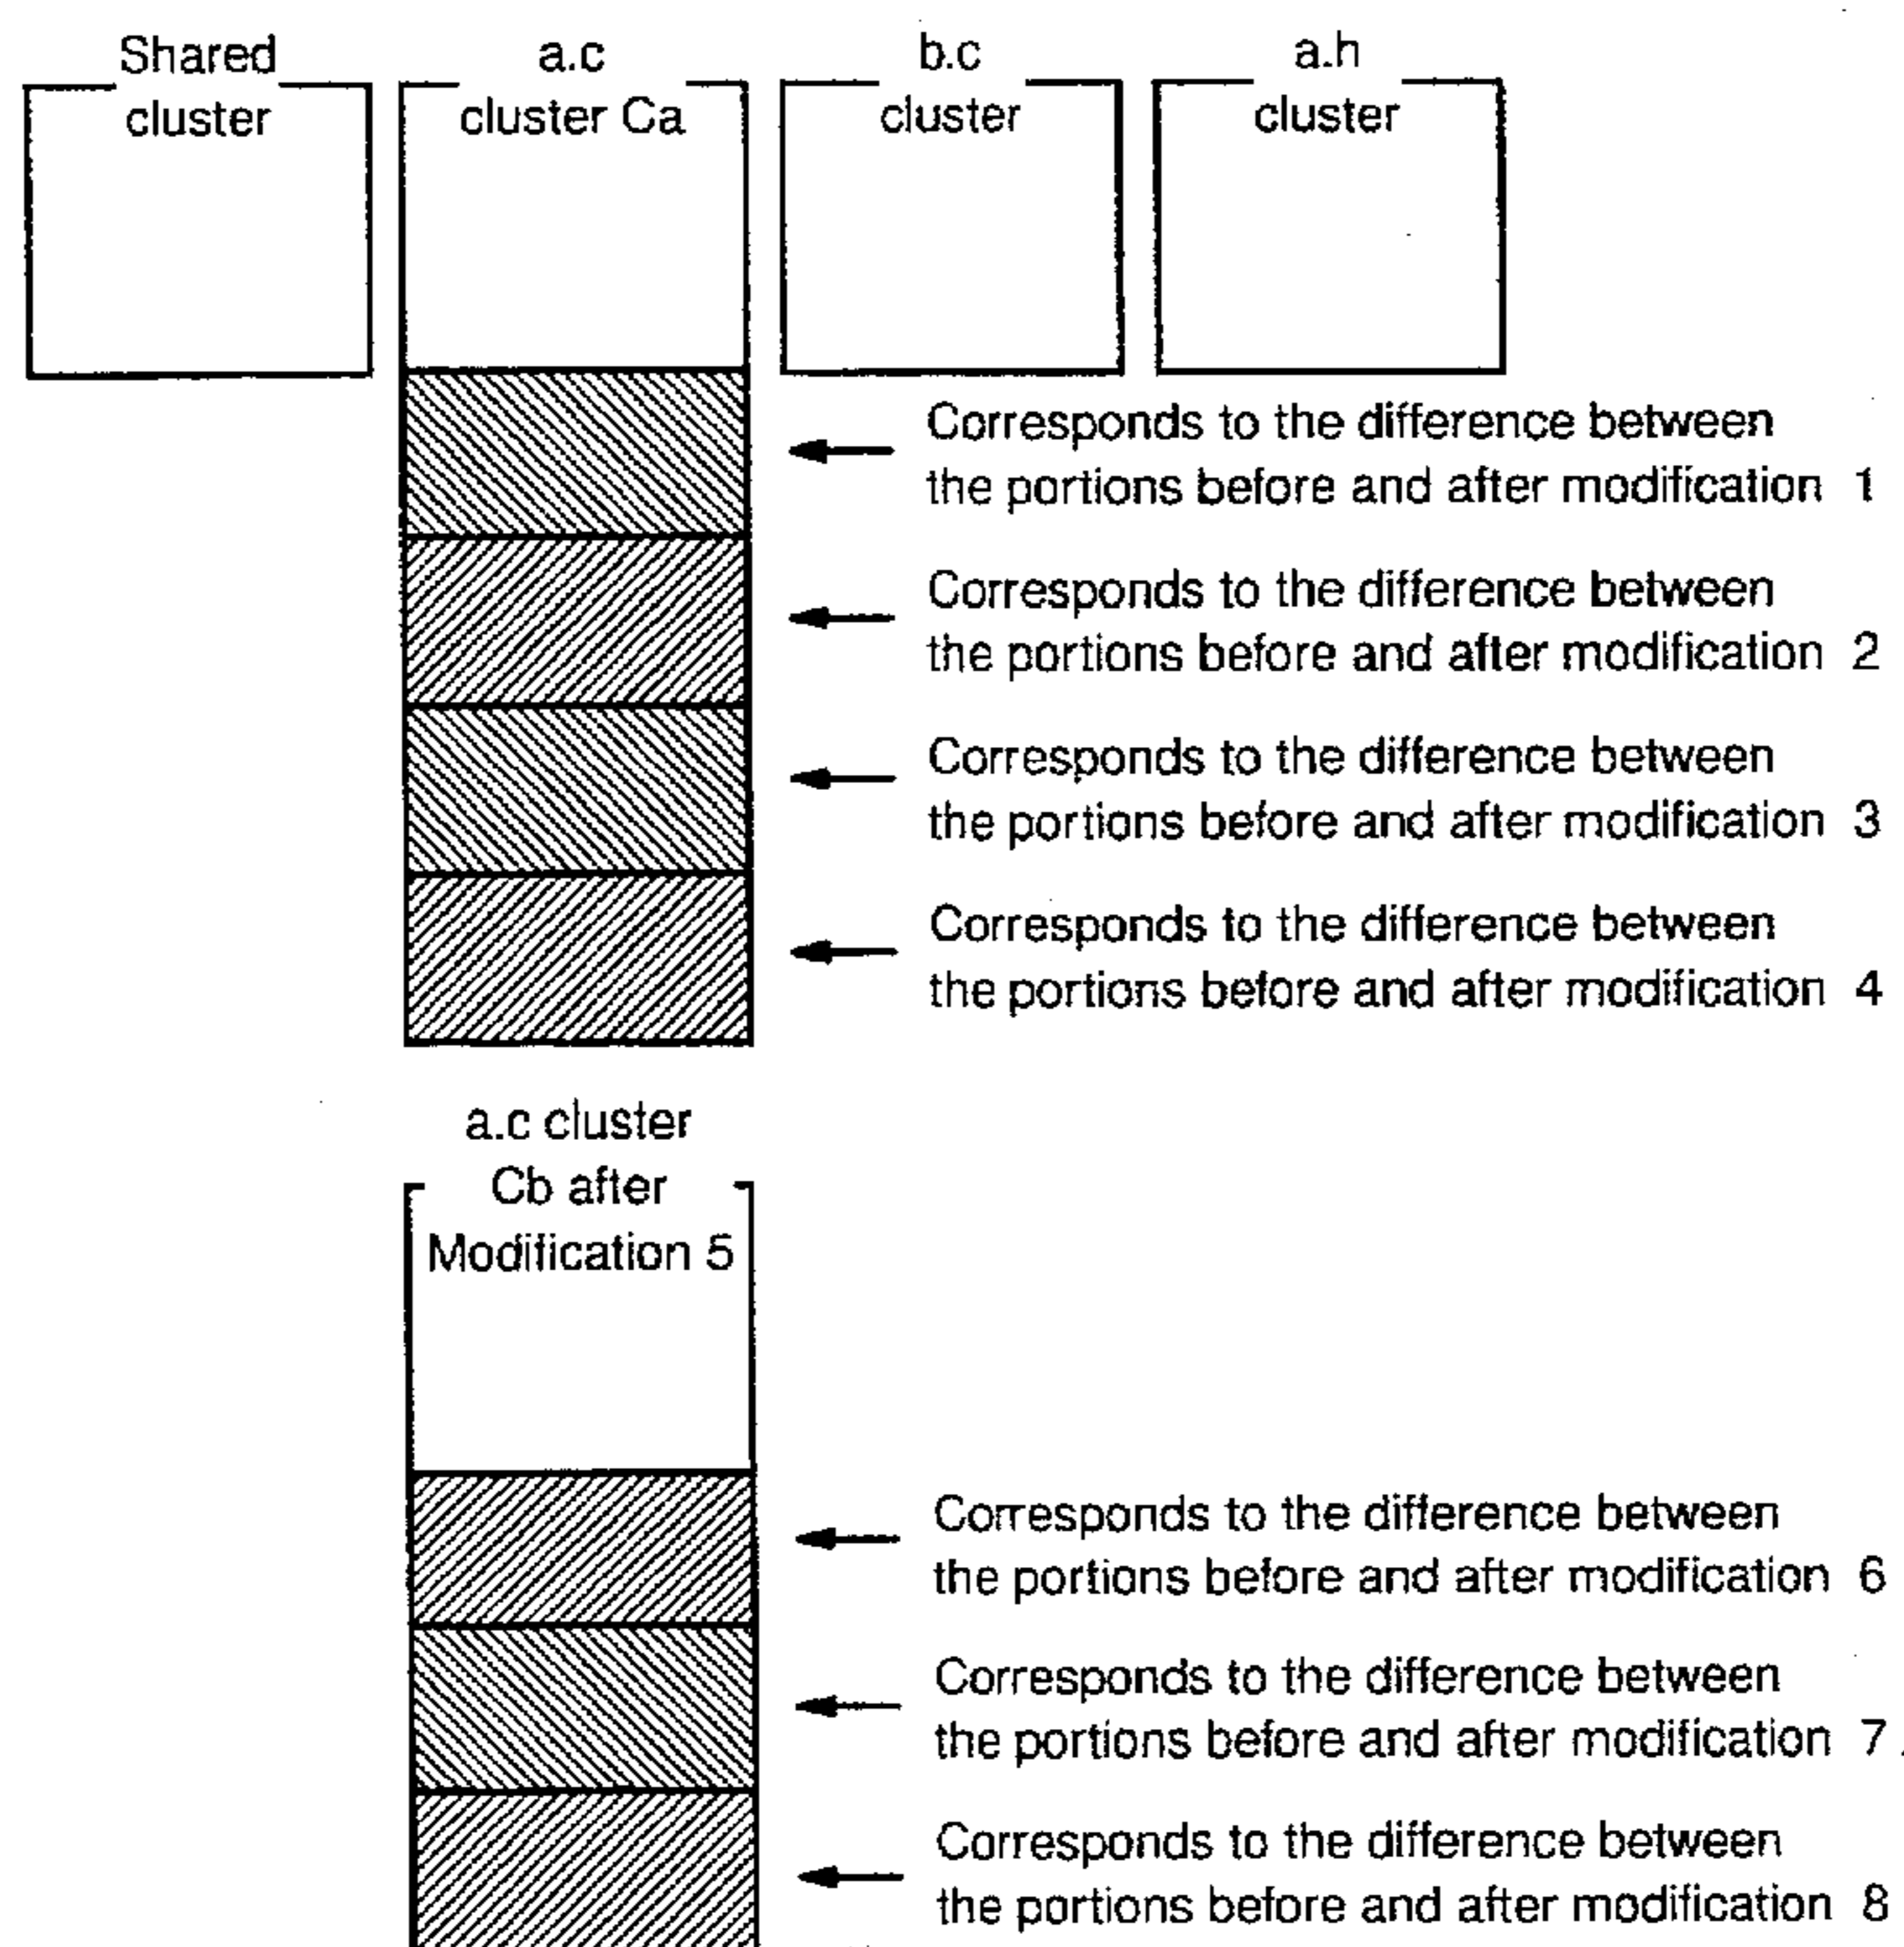 Shared
cluster
a.c
cluster Ca
b.c
cluster
a.h
cluster
Corresponds to the difference between
the portions before and after modification 1
Corresponds to the difference between
the portions before and after modification 2
Corresponds to the difference between
the portions before and after modification 3
Corresponds to the difference between
the portions before and after modification 4
a.c cluster
Cb after
Modification 5
Corresponds to the difference between
the portions before and after modification 6
Corresponds to the difference between
the portions before and after modification 7
Corresponds to the difference between
the portions before and after modification 8